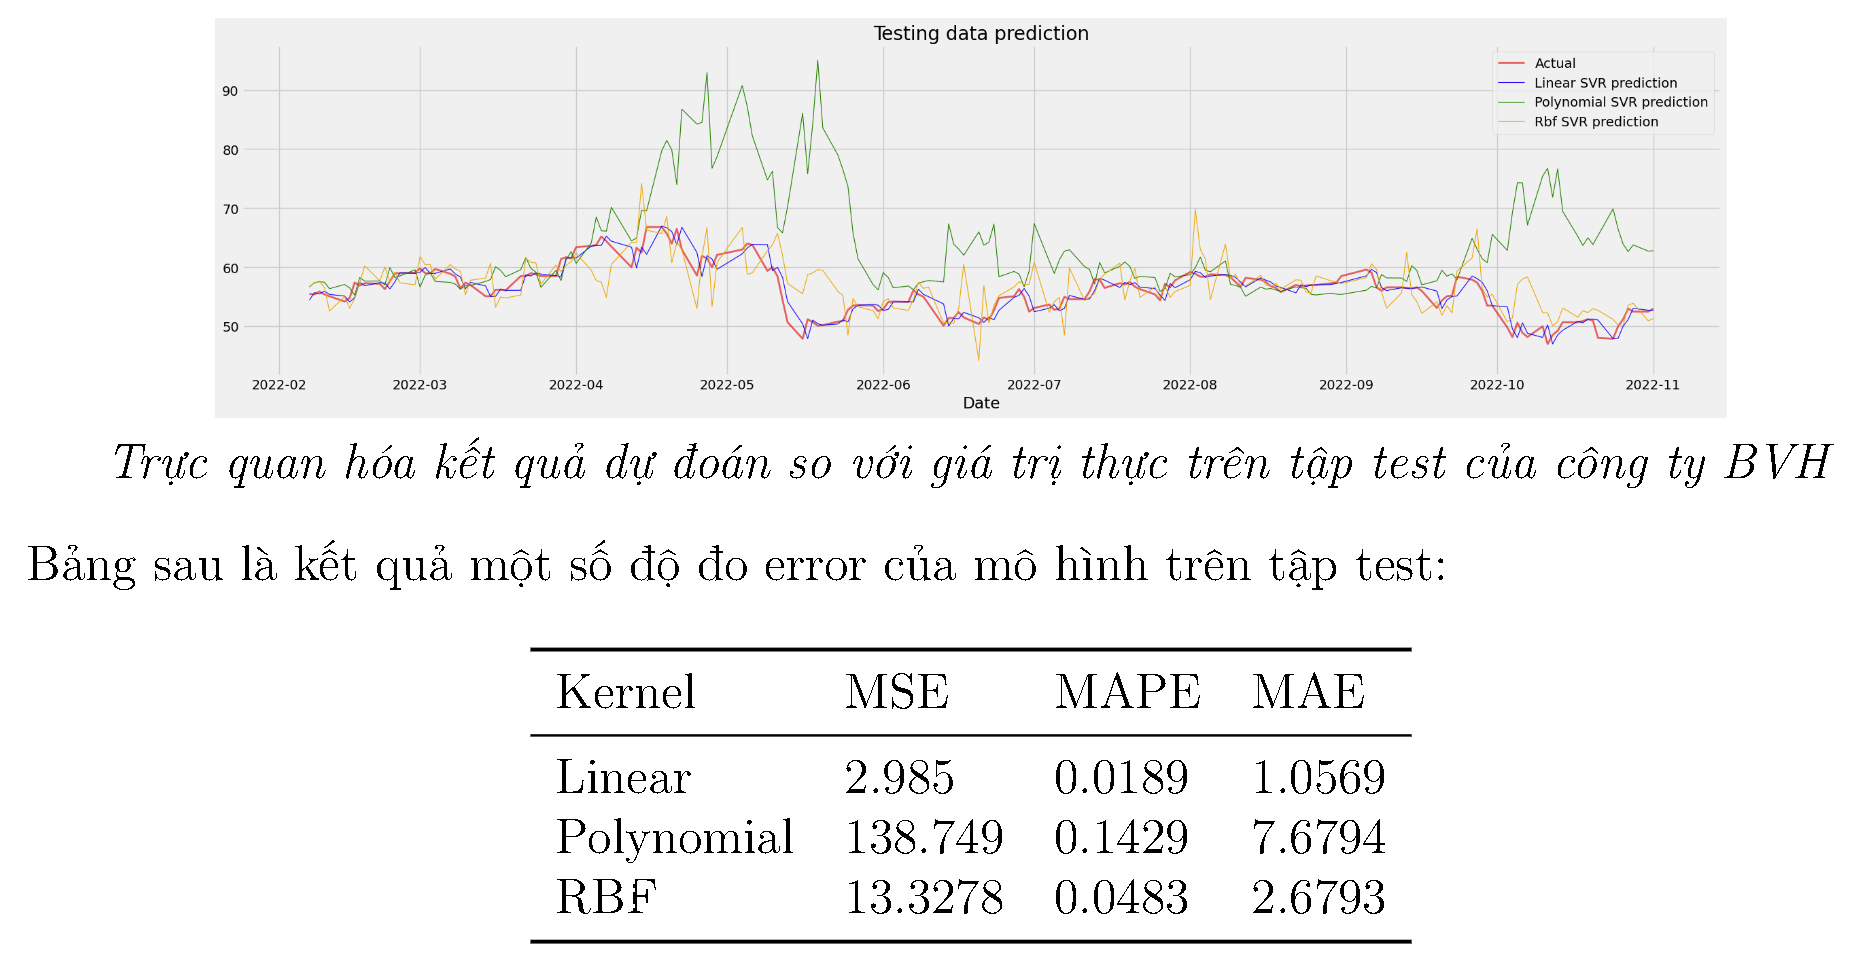 Testing data prediction
Actual
Linear SVR prediction
Polynomial SVR prediction
Rbf SVR prediction
90
80
70
60
50
2022-02 2022-03 2022-04 2022-05 2022-06 2022-07 2022-08 2022-09 2022-10 2022-11
Date
Trực quan hóa kết quả dự đoán so với giá trị thực trên tập test của công ty BVH
Bảng sau là kết quả một số độ đo error của mô hình trên tập test:
Kernel MSE MAPE MAE
Linear 2.985 0.0189 1.0569
Polynomial 138.749 0.1429 7.6794
RBF 13.3278 0.0483 2.6793